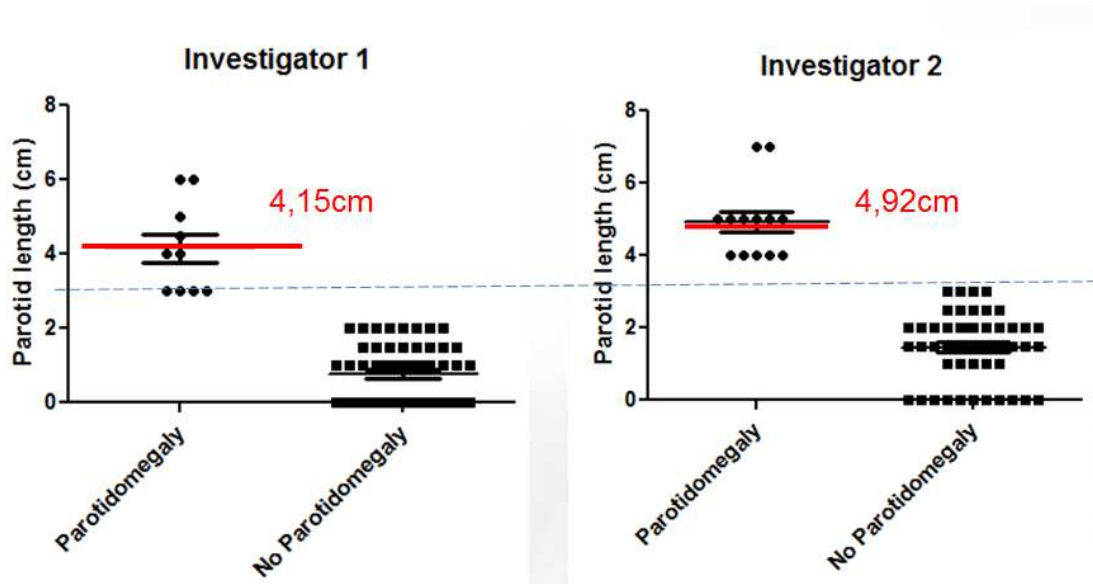 Investigator 1
Parotid length (cm)
8
6
4
2
0
4,15cm
Parotidomegaly
No Parotidomegaly
Investigator 2
Parotid length (cm)
8
6
4
2
0
4,92cm
Parotidomegaly
No Parotidomegaly